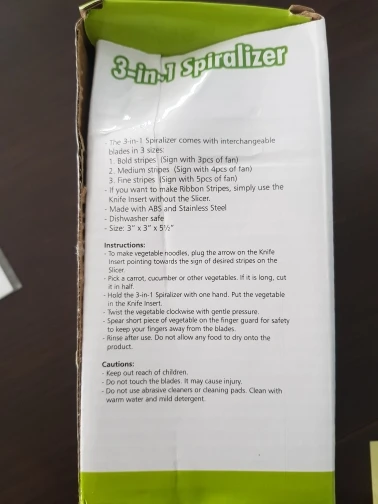 3-in-1 Spiralizer
- The 3-in-1 Spiralizer comes with interchangeable
blades in 3 sizes:
1. Bold stripes (Sign with 3pcs of fan)
2. Medium stripes (Sign with 4pcs of fan)
3. Fine stripes (Sign with 5pcs of fan)
- If you want to make Ribbon Stripes, simply use the
Knife Insert without the Slicer.
- Made with ABS and Stainless Steel
- Dishwasher safe
- Size: 3" x 3" x 5½"
Instructions:
- To make vegetable noodles, plug the arrow on the Knife
Insert pointing towards the sign of desired stripes on the
Slicer
- Pick a carrot, cucumber or other vegetables. If it is long, cut
it in half.
- Hold the 3-in-1 Spiralizer with one hand. Put the vegetable
in the Knife Insert.
- Twist the vegetable clockwise with gentle pressure.
- Spear short piece of vegetable on the finger guard for safety
to keep your fingers away from the blades.
- Rinse after use. Do not allow any food to dry onto the
product.
Cautions:
- Keep out reach of children.
- Do not touch the blades. It may cause injury.
- Do not use abrasive cleaners or cleaning pads. Clean with
warm water and mild detergent.